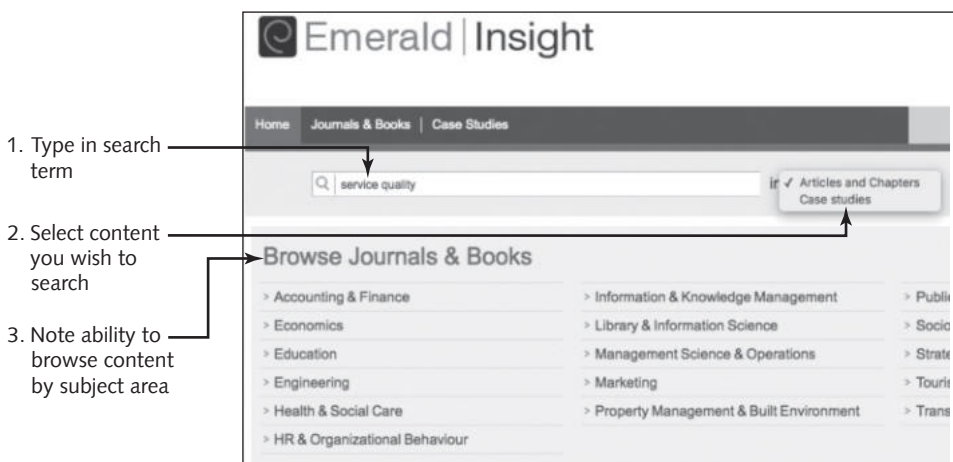 Emerald | Insight
Home Journals & Books | Case Studies
1. Type in search
term
service quality
✓ Articles and Chapters
Case studies
2. Select content
you wish to
search
Browse Journals & Books
3. Note ability to
browse content
by subject area
> Accounting & Finance > Information & Knowledge Management
> Economics > Library & Information Science
> Education > Management Science & Operations
> Engineering > Marketing
> Health & Social Care > Property Management & Built Environment
> HR & Organizational Behaviour